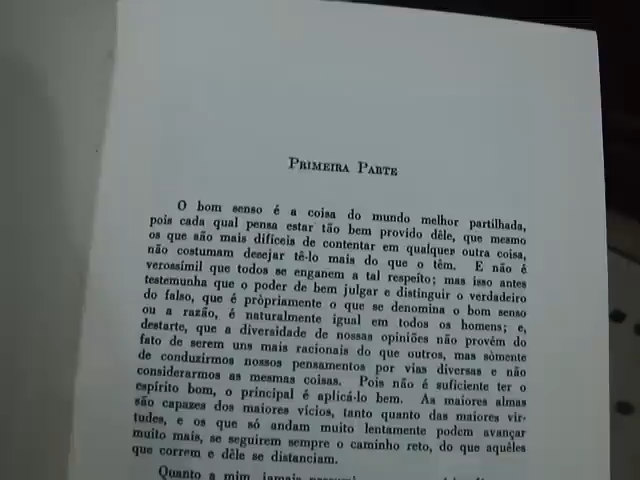 PRIMEIRA PARTE
O bom senso é a coisa do mundo melhor partilhada,
pois cada qual pensa estar tão bem provido dêle, que mesmo
os que são mais difíceis de contentar em qualquer outra coisa,
não costumam desejar tê-lo mais do que o têm. E não é
verossímil que todos se enganem a tal respeito; mas isso antes
testemunha que o poder de bem julgar e distinguir o verdadeiro
do falso, que é pròpriamente o que se denomina o bom senso
ou a razão, é naturalmente igual em todos os homens; e,
destarte, que a diversidade de nossas opiniões não provém do
fato de serem uns mais racionais do que outros, mas sòmente
de conduzirmos nossos pensamentos por vias diversas e não
considerarmos as mesmas coisas. Pois não é suficiente ter o
espírito bom, o principal é aplicá-lo bem. As maiores almas
são capazes dos maiores vícios, tanto quanto das maiores vir-
tudes, e os que só andam muito lentamente podem avançar
muito mais, se seguirem sempre o caminho reto, do que aquêles
que correm e dêle se distanciam.
Quanto a mim, jamais